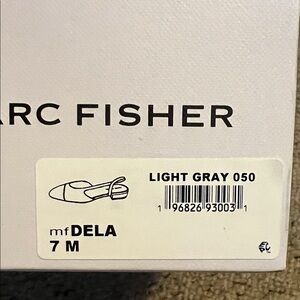 ARC FISHER
LIGHT GRAY 050
1 96826 93003 1
mfDELA
7 M